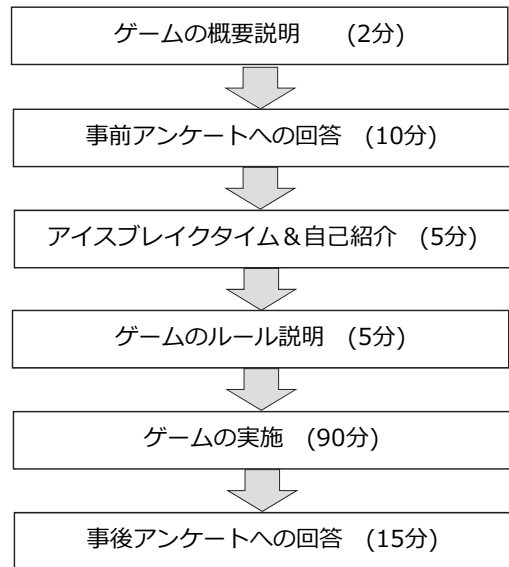 ゲームの概要説明　　(2分)
事前アンケートへの回答　(10分)
アイスブレイクタイム＆自己紹介　(5分)
ゲームのルール説明　(5分)
ゲームの実施　(90分)
事後アンケートへの回答　(15分)